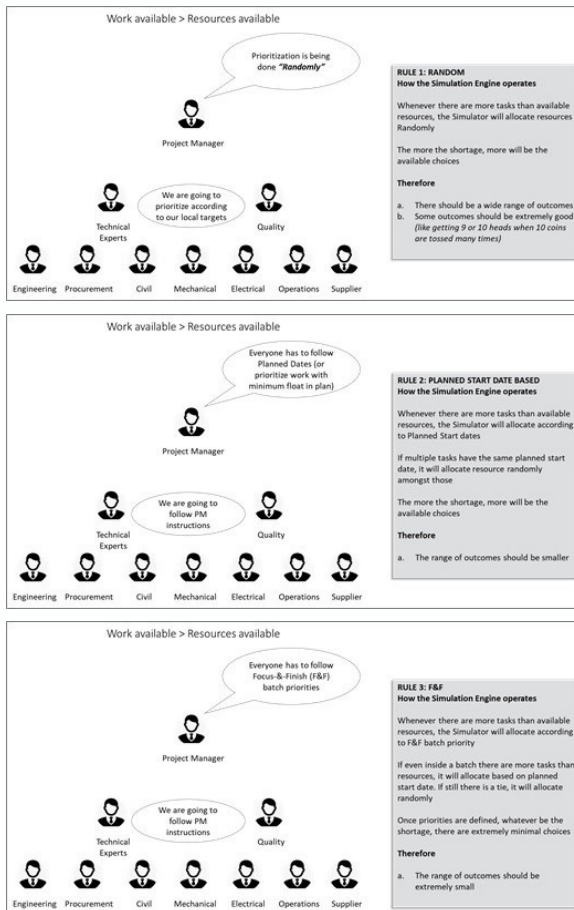 Work available > Resources available
Prioritization is being
done "Randomly"
Project Manager
We are going to
prioritize according
to our local targets
Technical
Experts
Quality
Engineering Procurement Civil Mechanical Electrical Operations Supplier
RULE 1: RANDOM
How the Simulation Engine operates
Whenever there are more tasks than available
resources, the Simulator will allocate resources
Randomly
The more the shortage, more will be the
available choices
Therefore
a. There should be a wide range of outcomes
b. Some outcomes should be extremely good
(like getting 9 or 10 heads when 10 coins
are tossed many times)
Work available > Resources available
Everyone has to follow
Planned Dates (or
prioritize work with
minimum float in plan)
Project Manager
We are going to
follow PM
instructions
Technical
Experts
Quality
Engineering Procurement Civil Mechanical Electrical Operations Supplier
RULE 2: PLANNED START DATE BASED
How the Simulation Engine operates
Whenever there are more tasks than available
resources, the Simulator will allocate according
to Planned Start dates
If multiple tasks have the same planned start
date, it will allocate resource randomly
amongst those
The more the shortage, more will be the
available choices
Therefore
a. The range of outcomes should be smaller
Work available > Resources available
Everyone has to follow
Focus-&-Finish (F&F)
batch priorities
Project Manager
We are going to
follow PM
instructions
Technical
Experts
Quality
Engineering Procurement Civil Mechanical Electrical Operations Supplier
RULE 3: F&F
How the Simulation Engine operates
Whenever there are more tasks than available
resources, the Simulator will allocate according
to F&F batch priority
If even inside a batch there are more tasks than
resources, it will allocate based on planned
start date. If still there is a tie, it will allocate
randomly
Once priorities are defined, whatever be the
shortage, there are extremely minimal choices
Therefore
a. The range of outcomes should be
extremely small